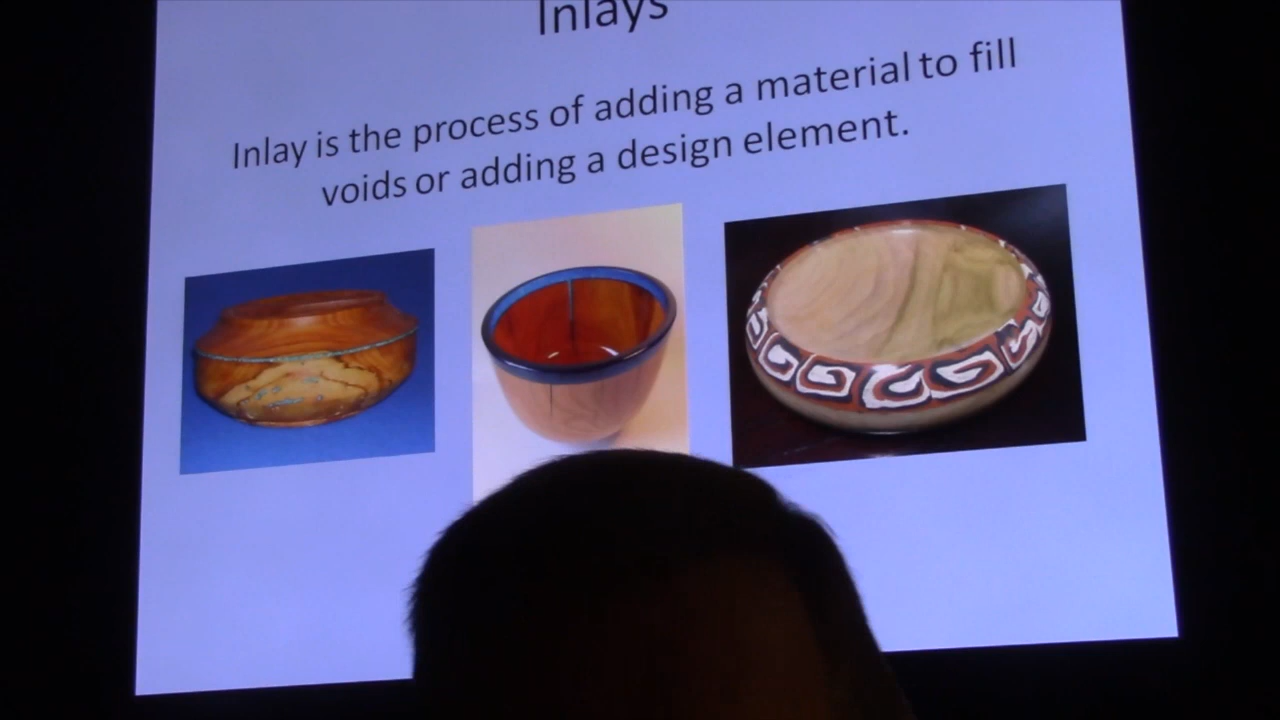 Inlays
Inlay is the process of adding a material to fill
voids or adding a design element.